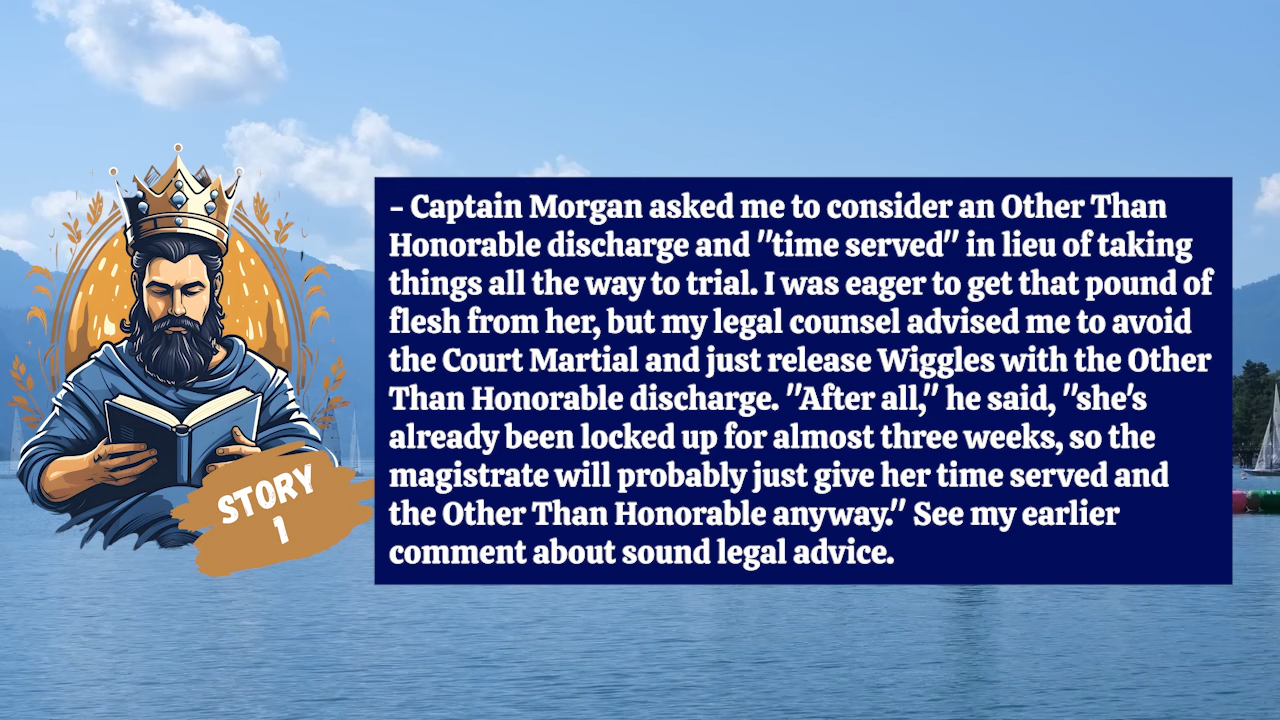 - Captain Morgan asked me to consider an Other Than
Honorable discharge and "time served" in lieu of taking
things all the way to trial. I was eager to get that pound of
flesh from her, but my legal counsel advised me to avoid
the Court Martial and just release Wiggles with the Other
Than Honorable discharge. "After all," he said, "she's
already been locked up for almost three weeks, so the
magistrate will probably just give her time served and
the Other Than Honorable anyway." See my earlier
comment about sound legal advice.
STORY
1